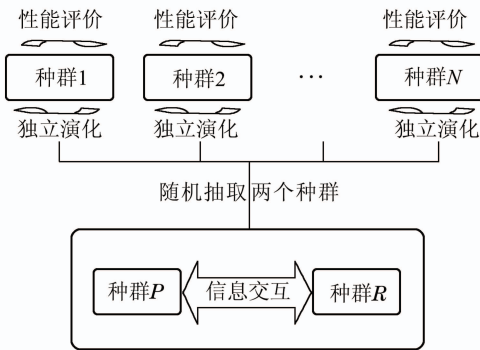 性能评价 性能评价 性能评价
种群1 种群2 … 种群N
独立演化 独立演化 独立演化
随机抽取两个种群
种群P 信息交互 种群R